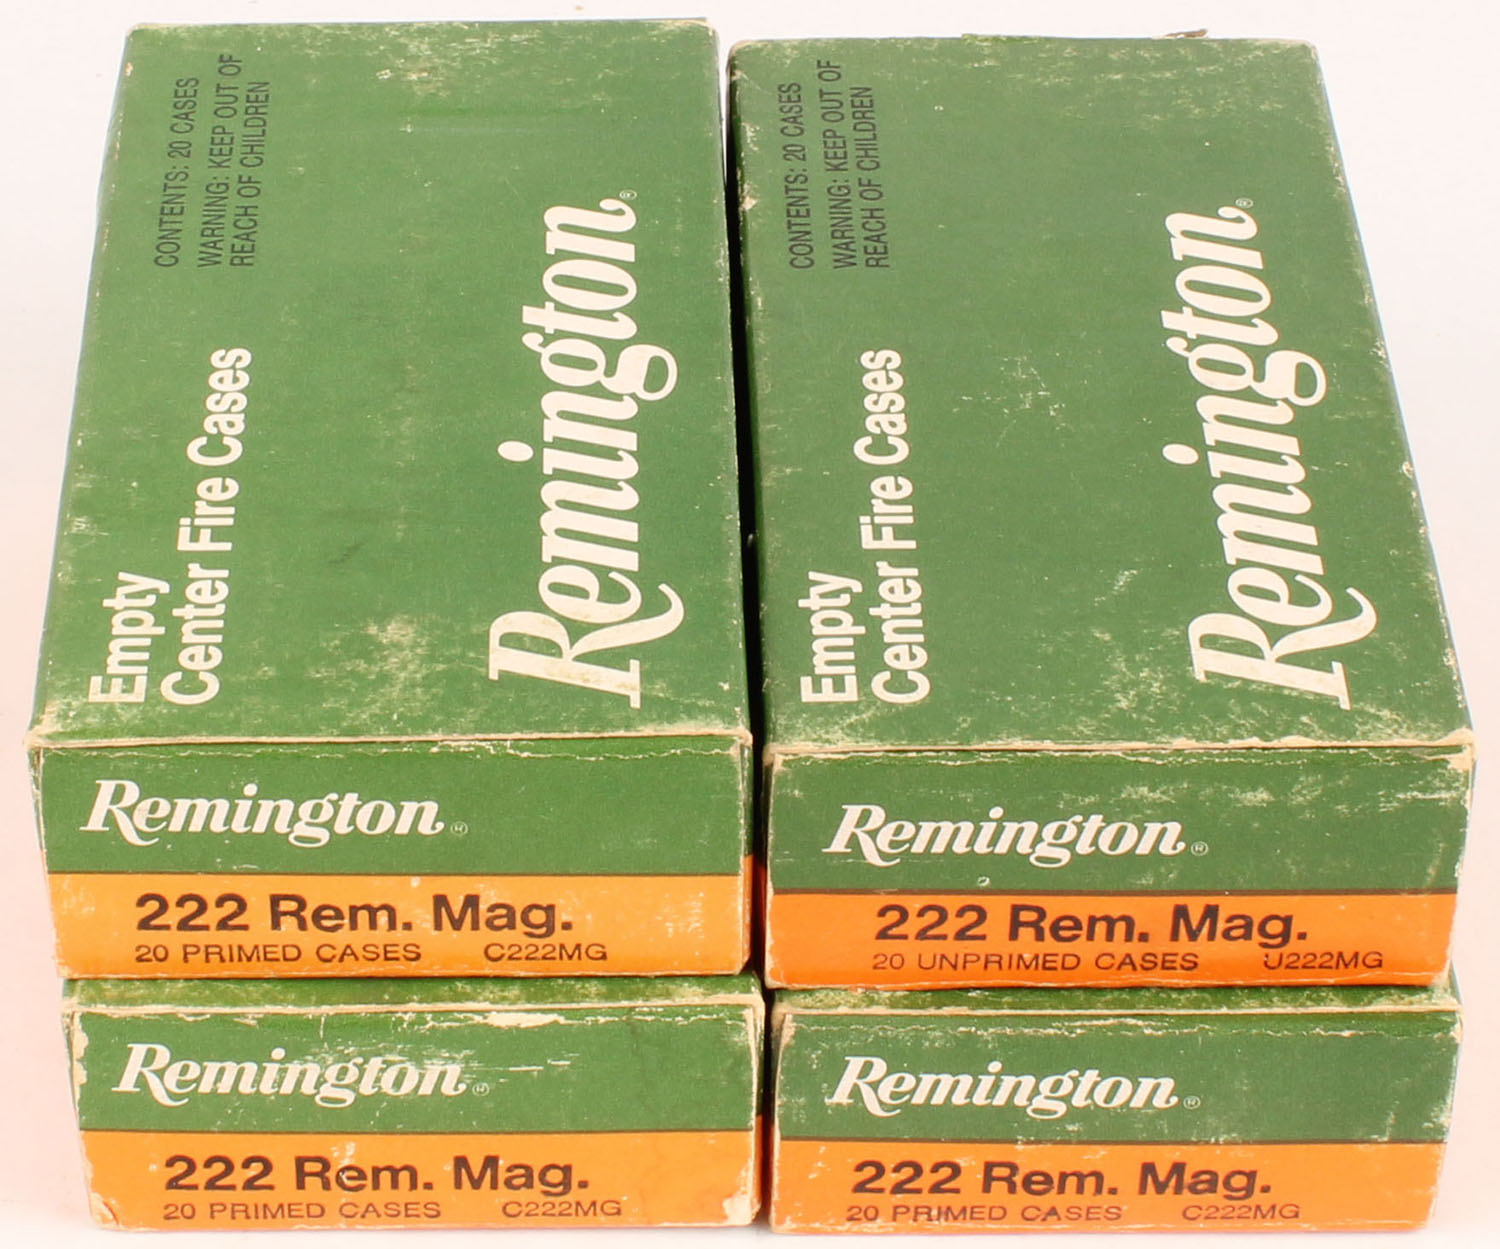 CONTENTS: 20 CASES
WARNING: KEEP OUT OF
REACH OF CHILDREN
Empty
Center Fire Cases
Remington®
Remington®
222 Rem. Mag.
20 PRIMED CASES C222MG
CONTENTS: 20 CASES
WARNING: KEEP OUT OF
REACH OF CHILDREN
Empty
Center Fire Cases
Remington®
Remington®
222 Rem. Mag.
20 UNPRIMED CASES U222MG
Remington®
222 Rem. Mag.
20 PRIMED CASES C222MG
Remington®
222 Rem. Mag.
20 PRIMED CASES C222MG